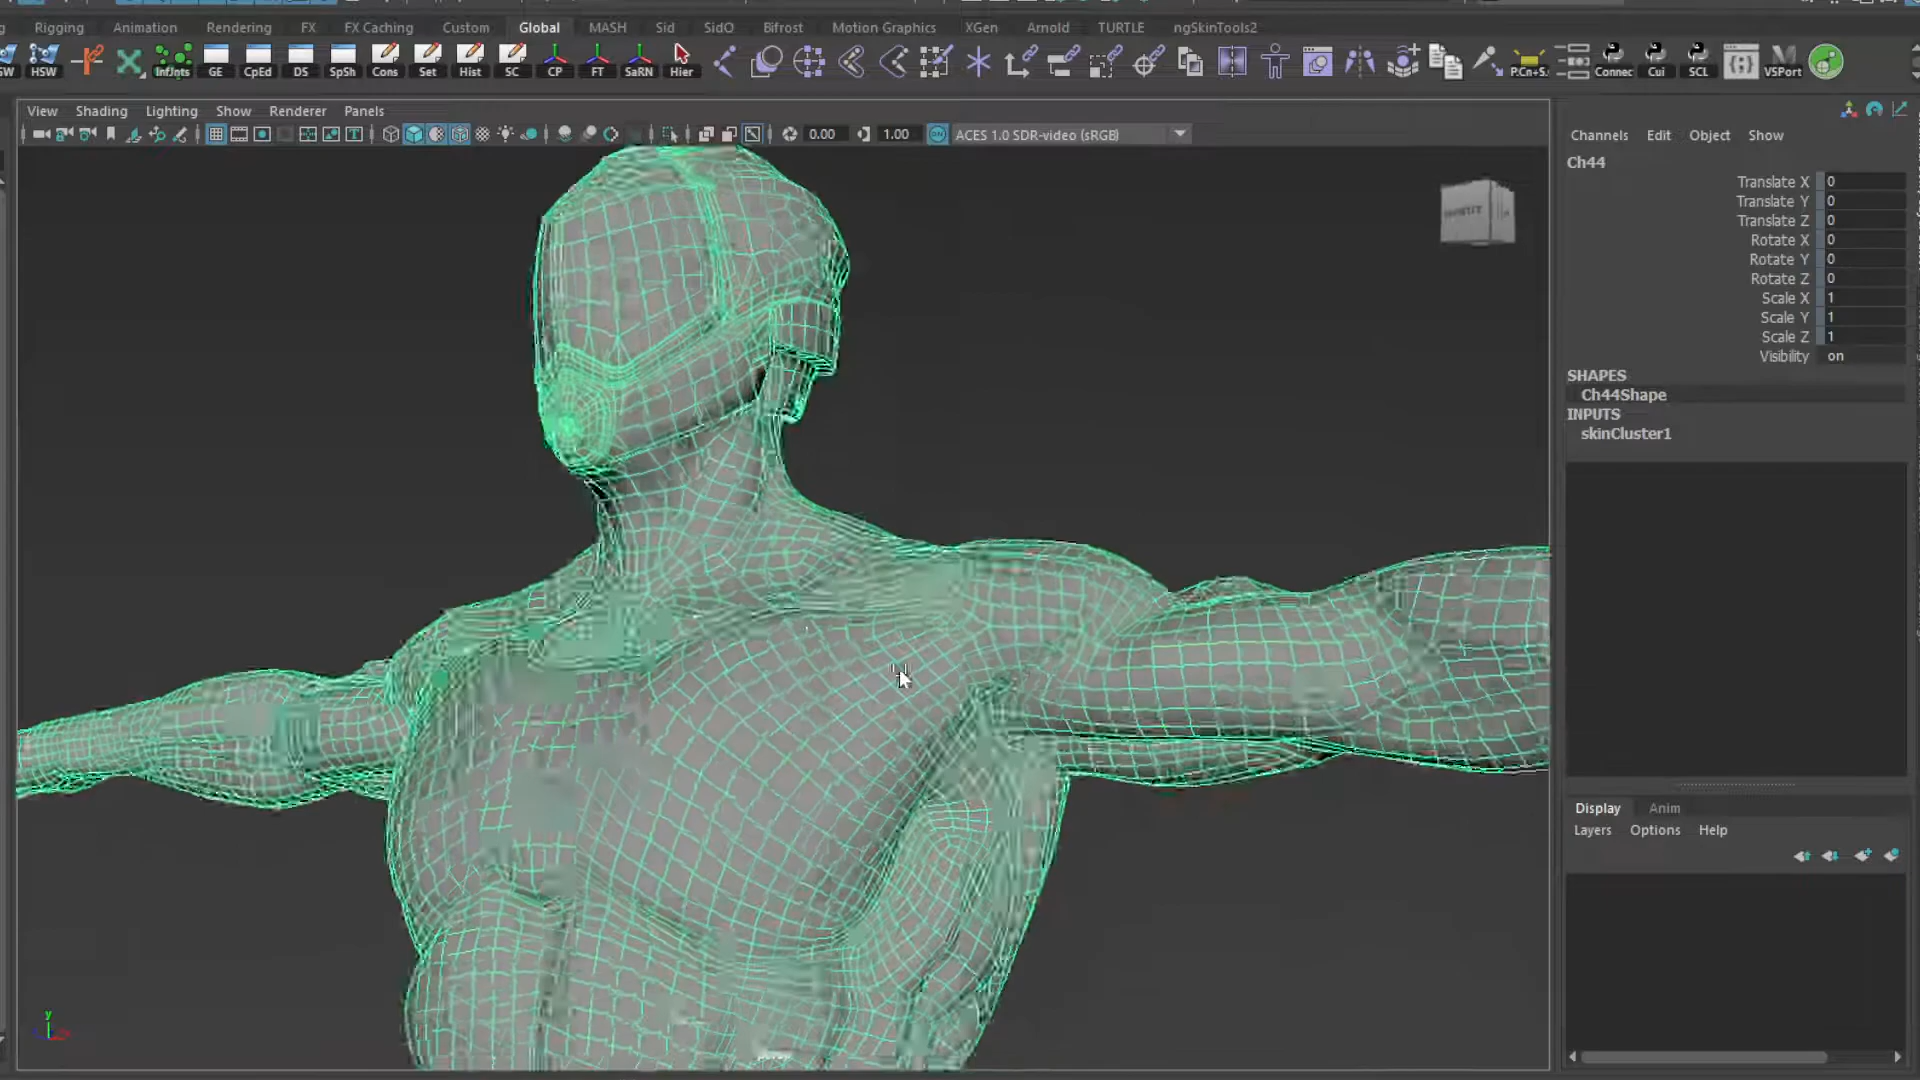 Rigging Animation Rendering FX FX Caching Custom Global MASH Sid SidO Bifrost Motion Graphics XGen Arnold TURTLE ngSkinTools2
HSW InfJnts GE CpEd DS SpSh Cons Set Hist SC CP FT SaRN Hier P.Cn+S. Connec Cui SCL VSPort
View Shading Lighting Show Renderer Panels
0.00 1.00 ACES 1.0 SDR-video (sRGB)
Channels Edit Object Show
Ch44
Translate X 0
Translate Y 0
Translate Z 0
Rotate X 0
Rotate Y 0
Rotate Z 0
Scale X 1
Scale Y 1
Scale Z 1
Visibility on
SHAPES
Ch44Shape
INPUTS
skinCluster1
Display Anim
Layers Options Help
y